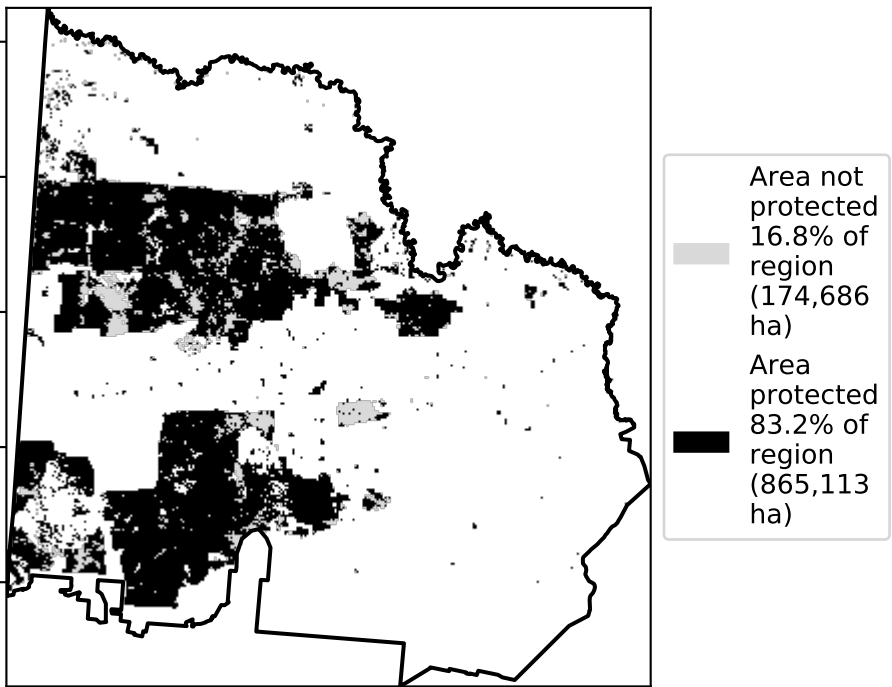 Area not
protected
16.8% of
region
(174,686
ha)
Area
protected
83.2% of
region
(865,113
ha)